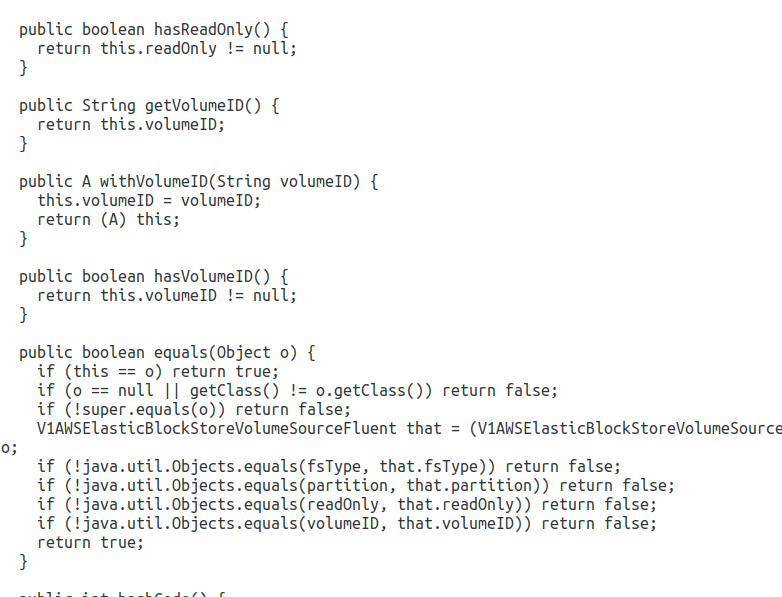 public boolean hasReadOnly() {
return this.readOnly != null;
}
public String getVolumeID() {
return this.volumeID;
}
public A withVolumeID(String volumeID) {
this.volumeID = volumeID;
return (A) this;
}
public boolean hasVolumeID() {
return this.volumeID != null;
}
public boolean equals(Object o) {
if (this == o) return true;
if (o == null || getClass() != o.getClass()) return false;
if (!super.equals(o)) return false;
V1AWSElasticBlockStoreVolumeSourceFluent that = (V1AWSElasticBlockStoreVolumeSource
o;
if (!java.util.Objects.equals(fsType, that.fsType)) return false;
if (!java.util.Objects.equals(partition, that.partition)) return false;
if (!java.util.Objects.equals(readOnly, that.readOnly)) return false;
if (!java.util.Objects.equals(volumeID, that.volumeID)) return false;
return true;
}
public int hashCode() {